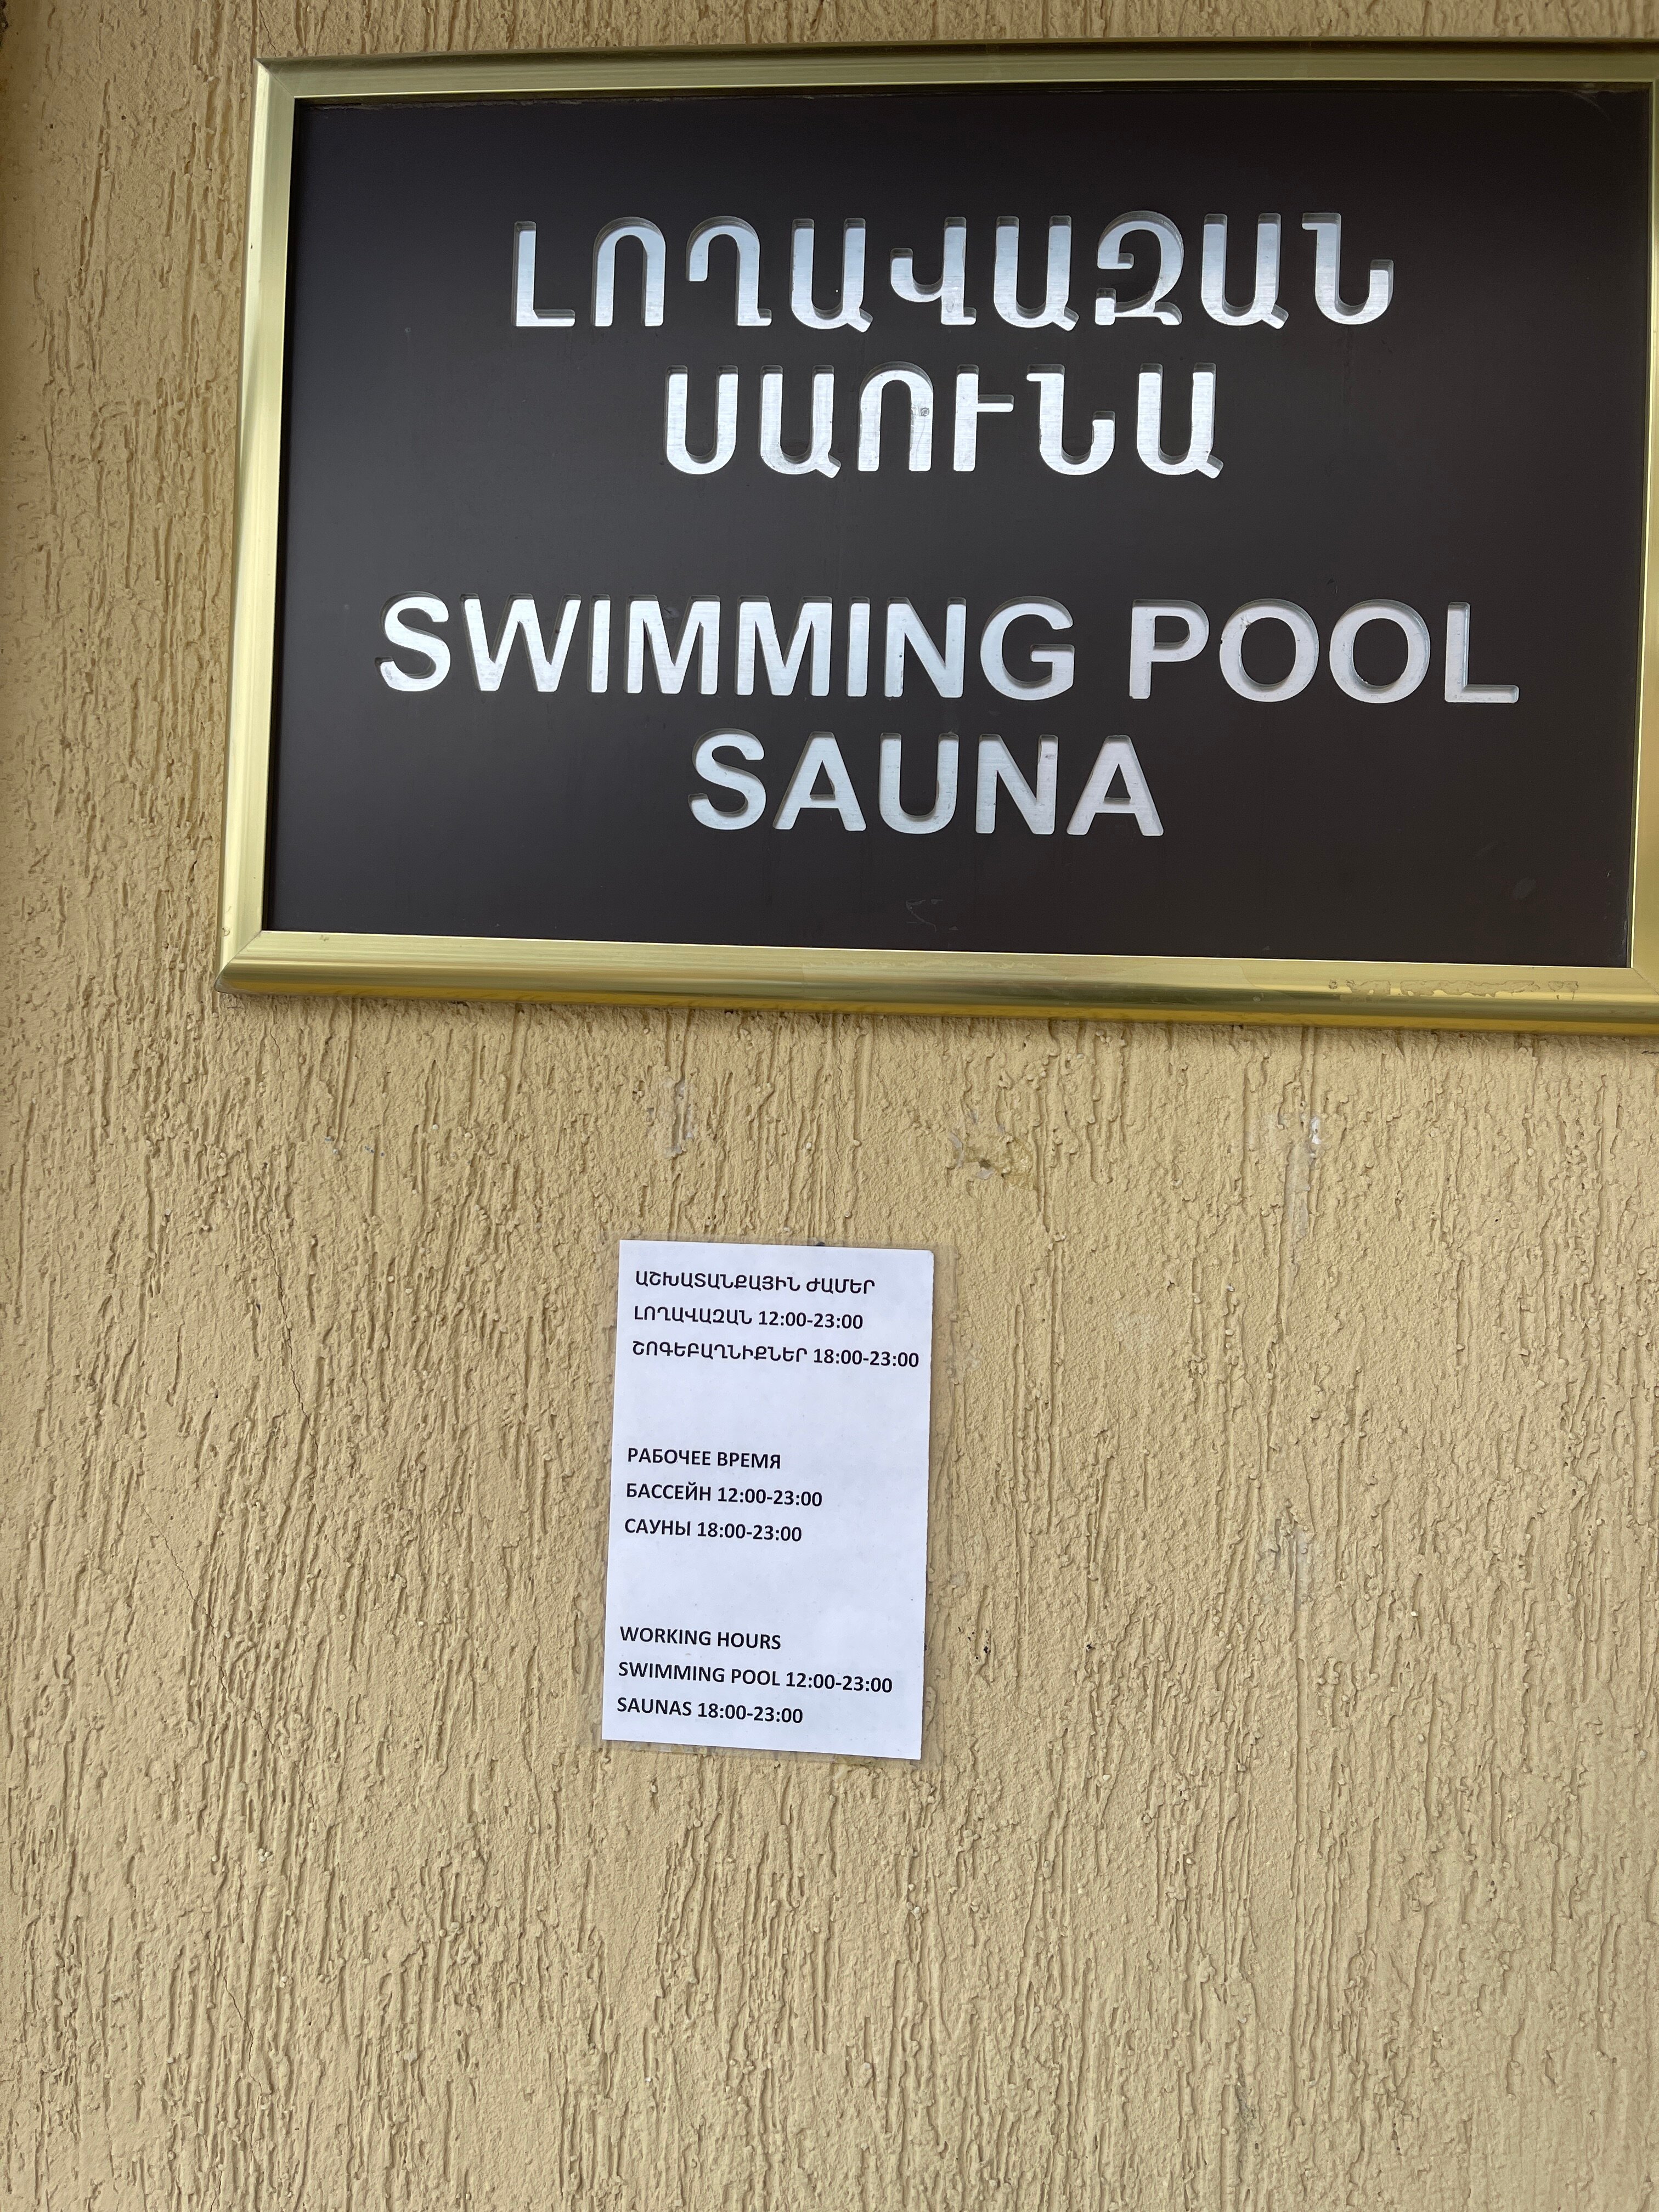 ԼՈՂԱՎԱԶԱՆ
ՍԱՈՒՆԱ
SWIMMING POOL
SAUNA
ԱՇԽԱՏԱՆՔԱՅԻՆ ԺԱՄԵՐ
ԼՈՂԱՎԱԶԱՆ 12:00-23:00
ՇՈԳԵԲԱՂՆԻՔՆԵՐ 18:00-23:00
РАБОЧЕЕ ВРЕМЯ
БАССЕЙН 12:00-23:00
САУНЫ 18:00-23:00
WORKING HOURS
SWIMMING POOL 12:00-23:00
SAUNAS 18:00-23:00